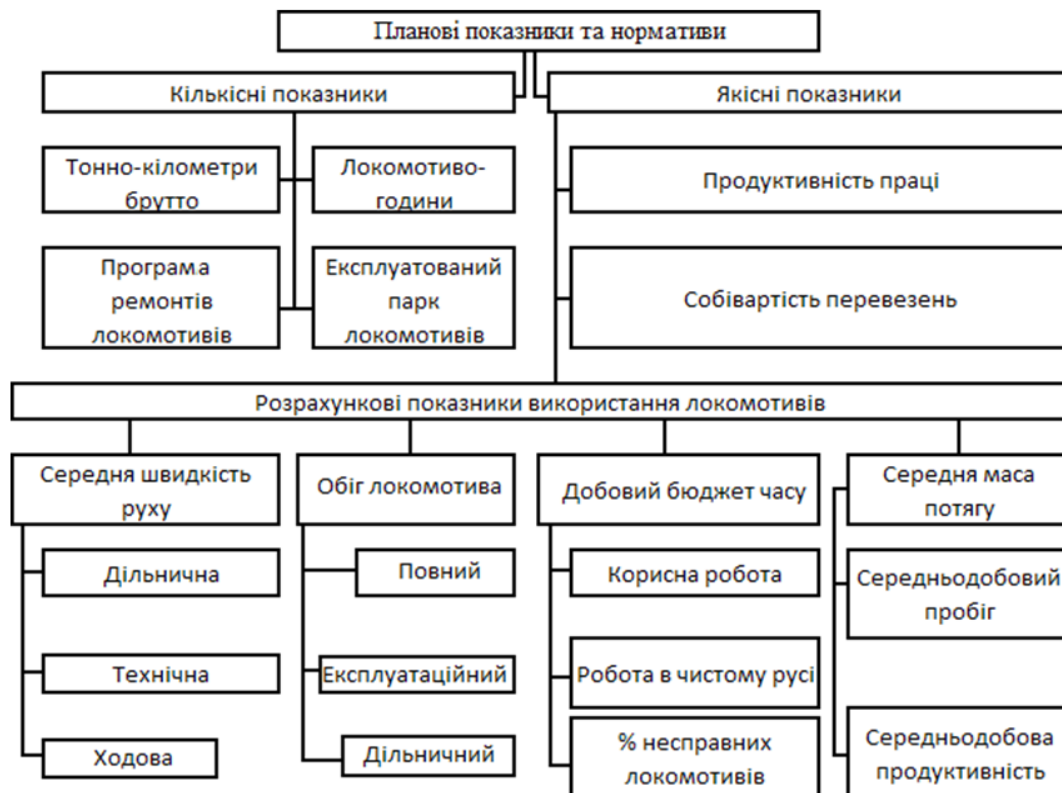 Планові показники та нормативи
Кількісні показники
Якісні показники
Тонно-кілометри
брутто
Локомотиво-
години
Продуктивність праці
Програма
ремонтів
локомотивів
Експлуатований
парк
локомотивів
Собівартість перевезень
Розрахункові показники використання локомотивів
Середня швидкість
руху
Обіг локомотива
Добовий бюджет часу
Середня маса
потягу
Дільнична
Повний
Корисна робота
Середньодобовий
пробіг
Технічна
Експлуатаційний
Робота в чистому русі
Ходова
Дільничний
% несправних
локомотивів
Середньодобова
продуктивність